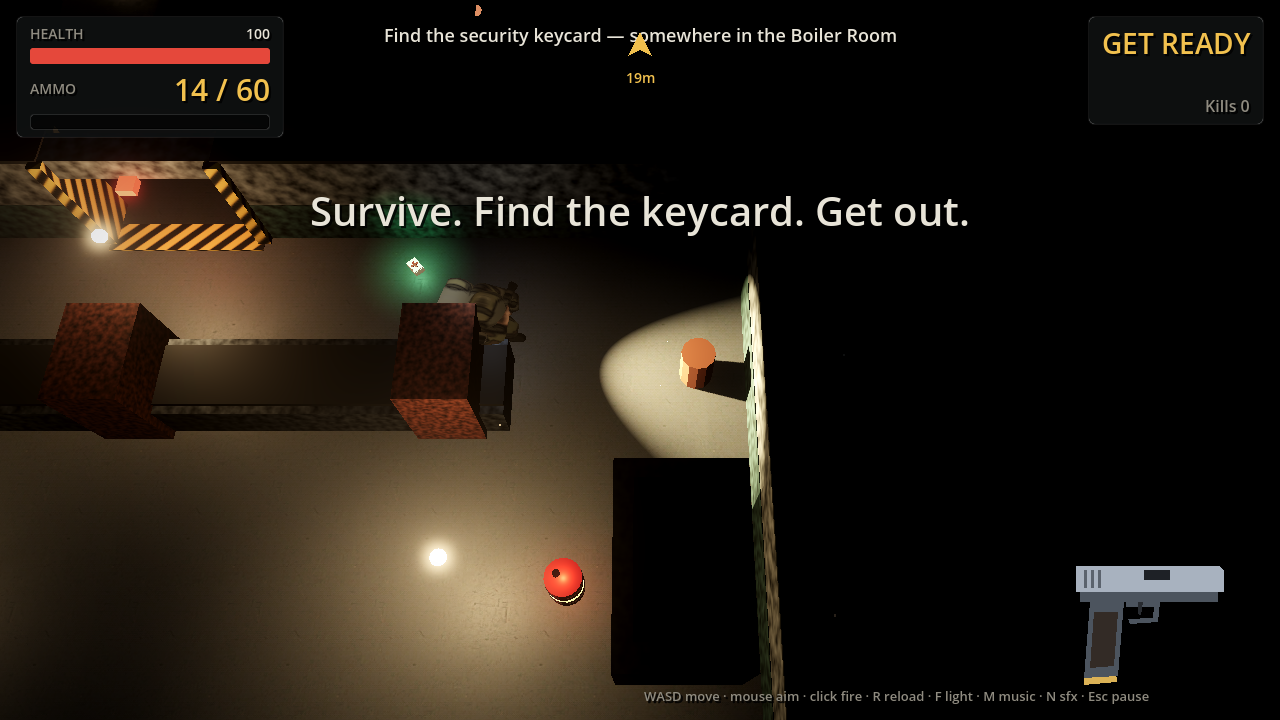 HEALTH 100
AMMO 14 / 60
Find the security keycard — somewhere in the Boiler Room
19m
GET READY
Kills 0
Survive. Find the keycard. Get out.
WASD move · mouse aim · click fire · R reload · F light · M music · N sfx · Esc pause